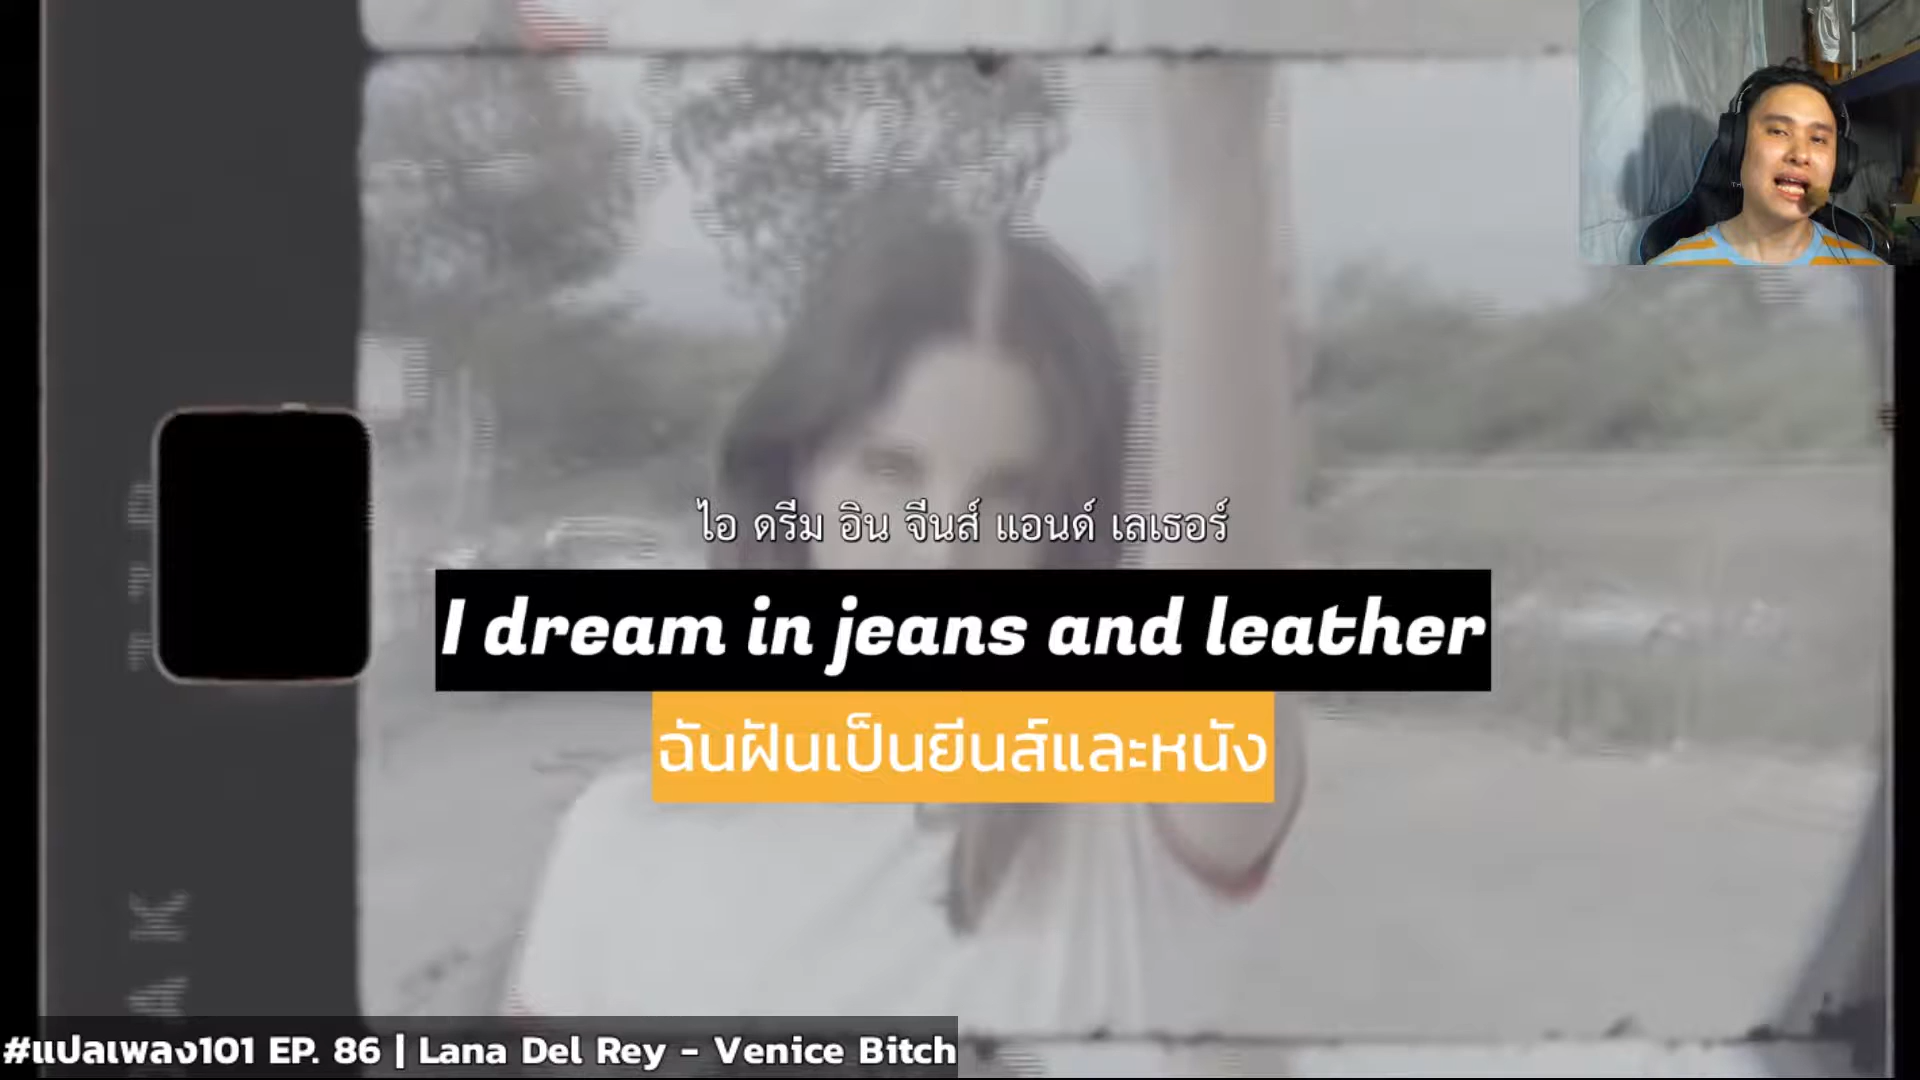 ไอ ดรีม อิน จีนส์ แอนด์ เลเธอร์
I dream in jeans and leather
ฉันฝันเป็นยีนส์และหนัง
#แปลเพลง101 EP. 86 | Lana Del Rey - Venice Bitch